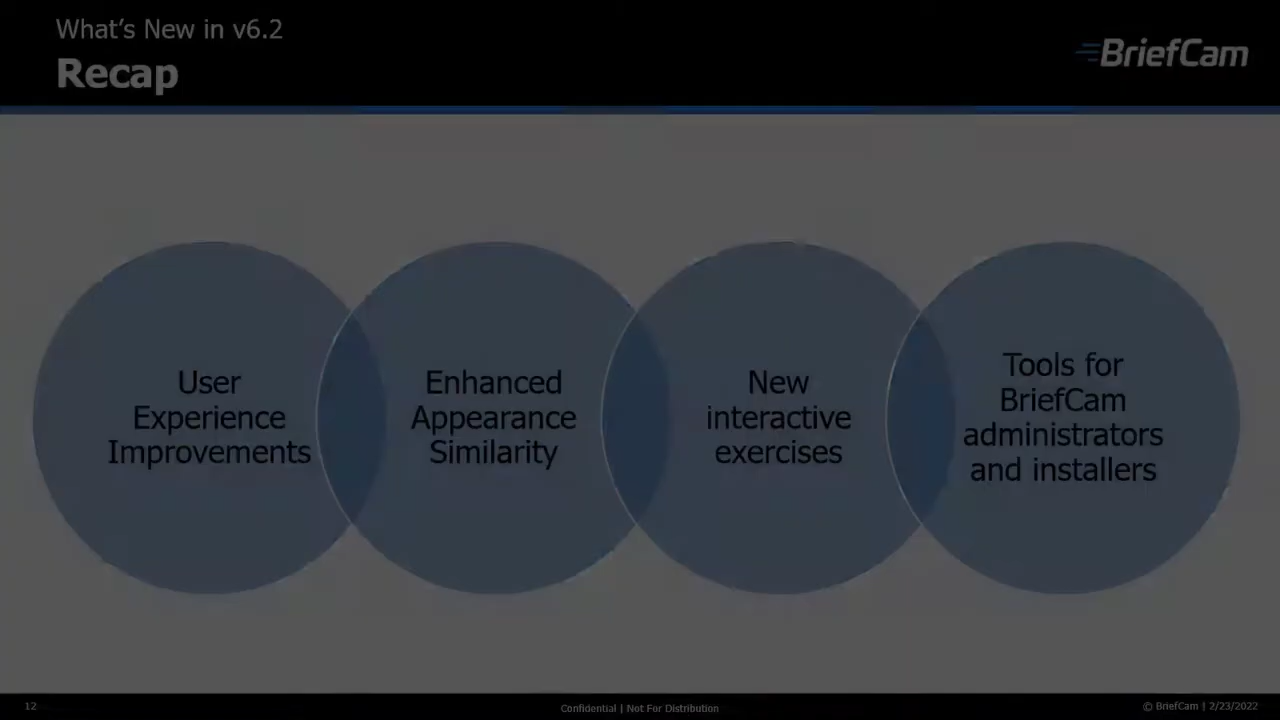 What's New in v6.2
Recap
BriefCam
User
Experience
Improvements
Enhanced
Appearance
Similarity
New
interactive
exercises
Tools for
BriefCam
administrators
and installers
12
Confidential | Not For Distribution
© BriefCam | 2/23/2022